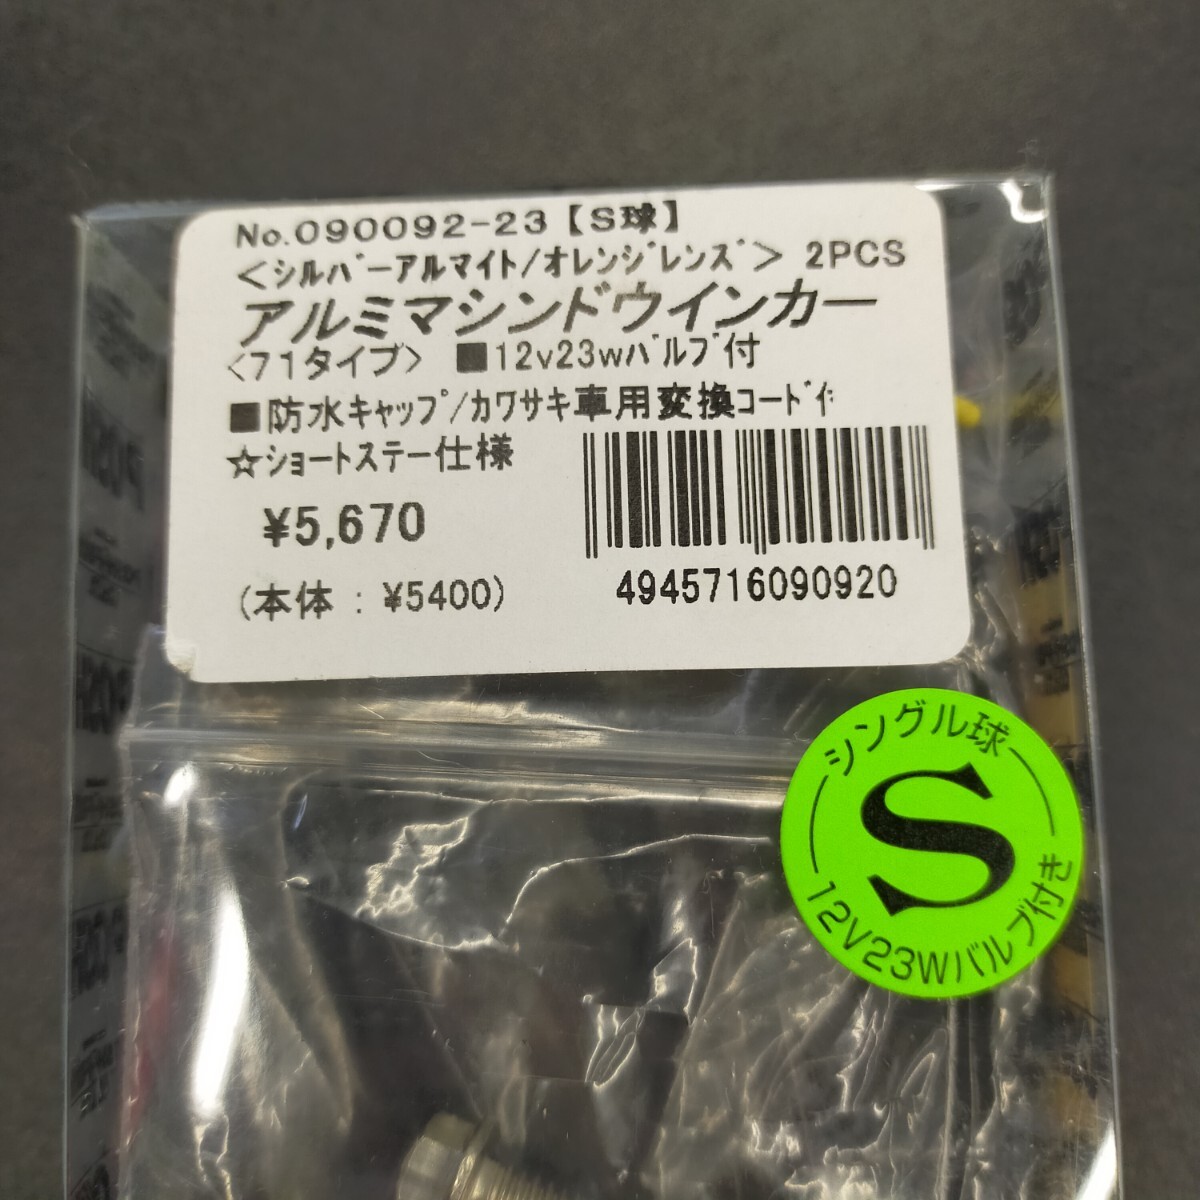 No.090092-23【S球】
<ｼﾙﾊﾞｰｱﾙﾏｲﾄ/ｵﾚﾝｼﾞﾚﾝｽﾞ> 2PCS
アルミマシンドウインカー
<71タイプ> ■12v23wﾊﾞﾙﾌﾞ付
■防水ｷｬｯﾌﾟ/ｶﾜｻｷ車用変換ｺｰﾄﾞ付
☆ｼｮｰﾄｽﾃｰ仕様
¥5,670
(本体 : ¥5400)
4945716090920
シングル球
S
12V23Wバルブ付き